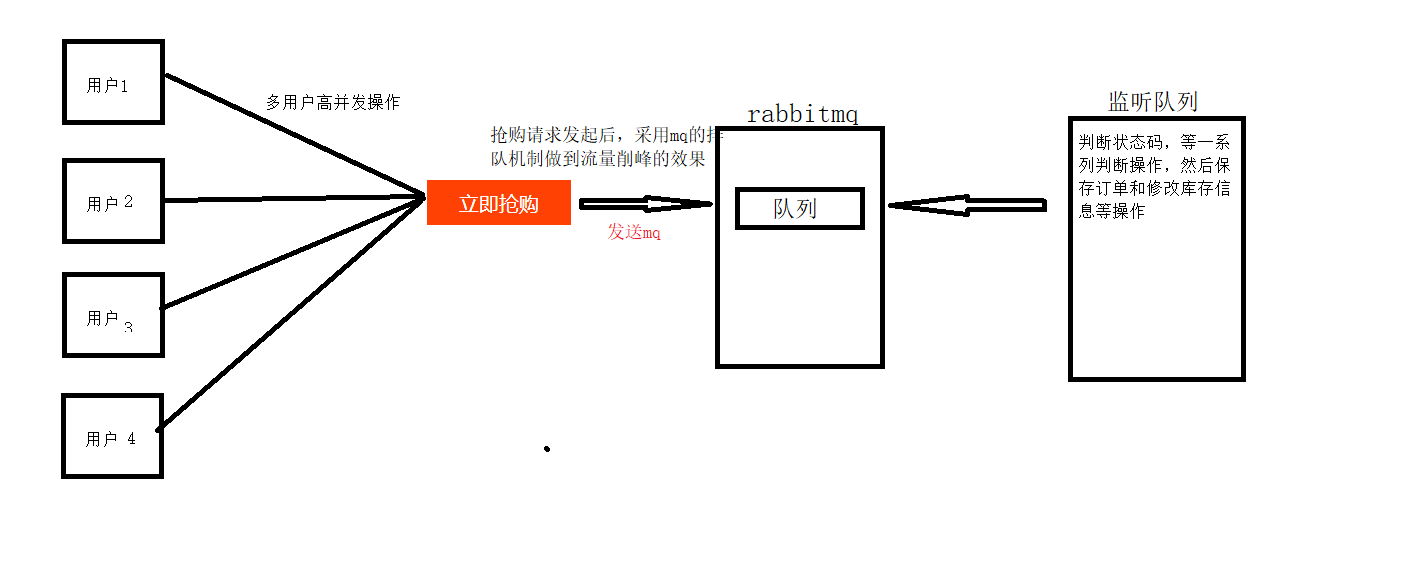 用户1
多用户高并发操作
用户 2
用户 3
用户 4
抢购请求发起后，采用mq的排
队机制做到流量削峰的效果
立即抢购
发送mq
rabbitmq
队列
监听队列
判断状态码，等一系
列判断操作，然后保
存订单和修改库存信
息等操作